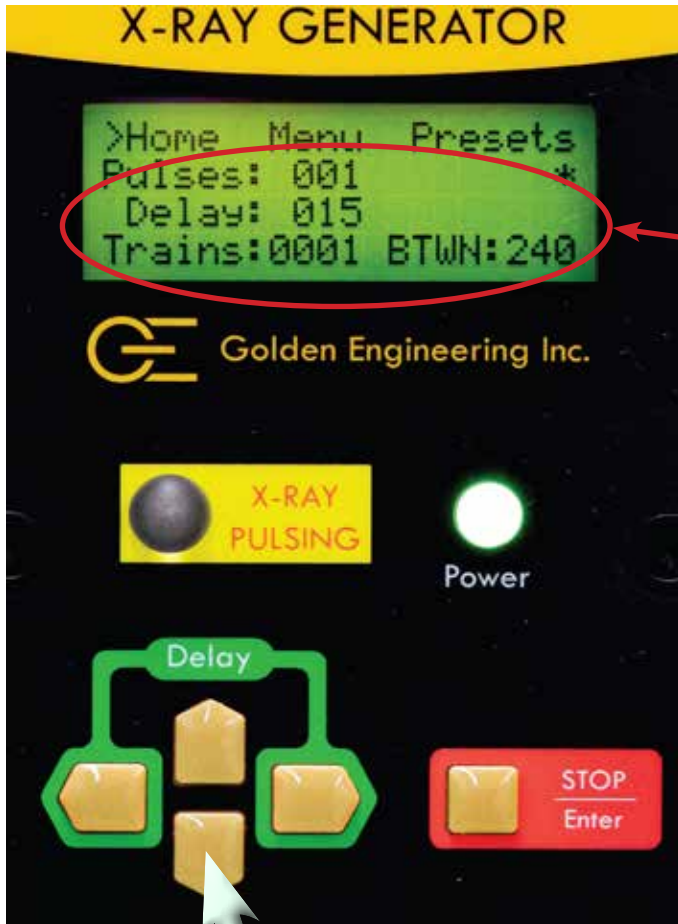 X-RAY GENERATOR
>Home Menu Presets
Pulses: 001 *
Delay: 015
Trains:0001 BTWN:240
Golden Engineering Inc.
X-RAY
PULSING
Power
Delay
STOP
Enter